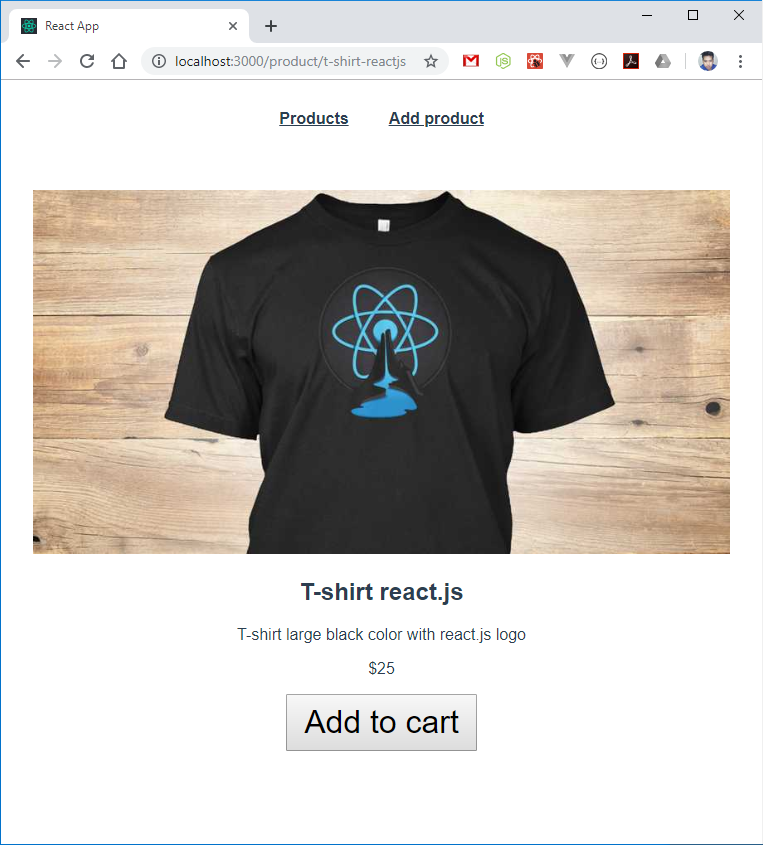 React App
localhost:3000/product/t-shirt-reactjs
Products Add product
T-shirt react.js
T-shirt large black color with react.js logo
$25
Add to cart